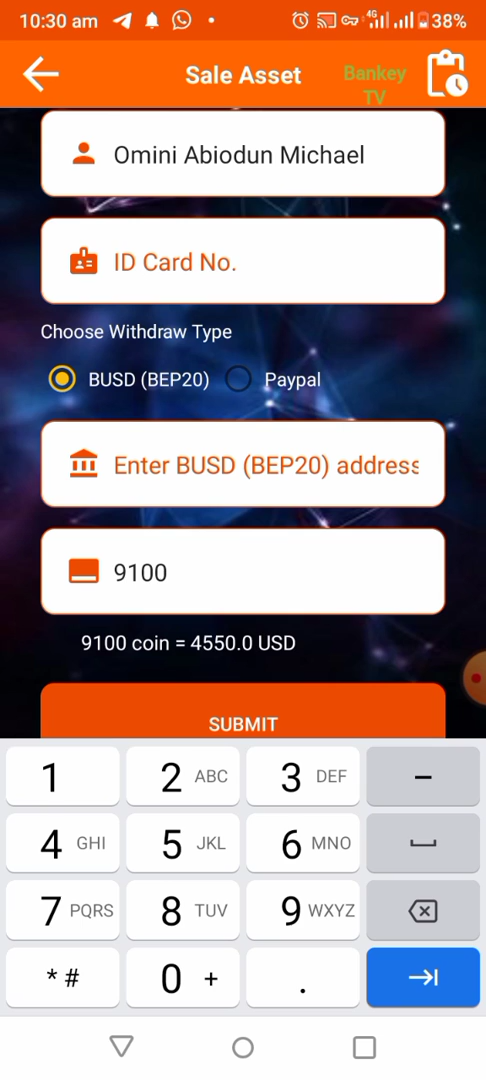 10:30 am 4G 38%
Sale Asset
Bankey
TV
Omini Abiodun Michael
ID Card No.
Choose Withdraw Type
BUSD (BEP20) Paypal
Enter BUSD (BEP20) address
9100
9100 coin = 4550.0 USD
SUBMIT
1 2 ABC 3 DEF –
4 GHI 5 JKL 6 MNO
7 PQRS 8 TUV 9 WXYZ
* # 0 + .